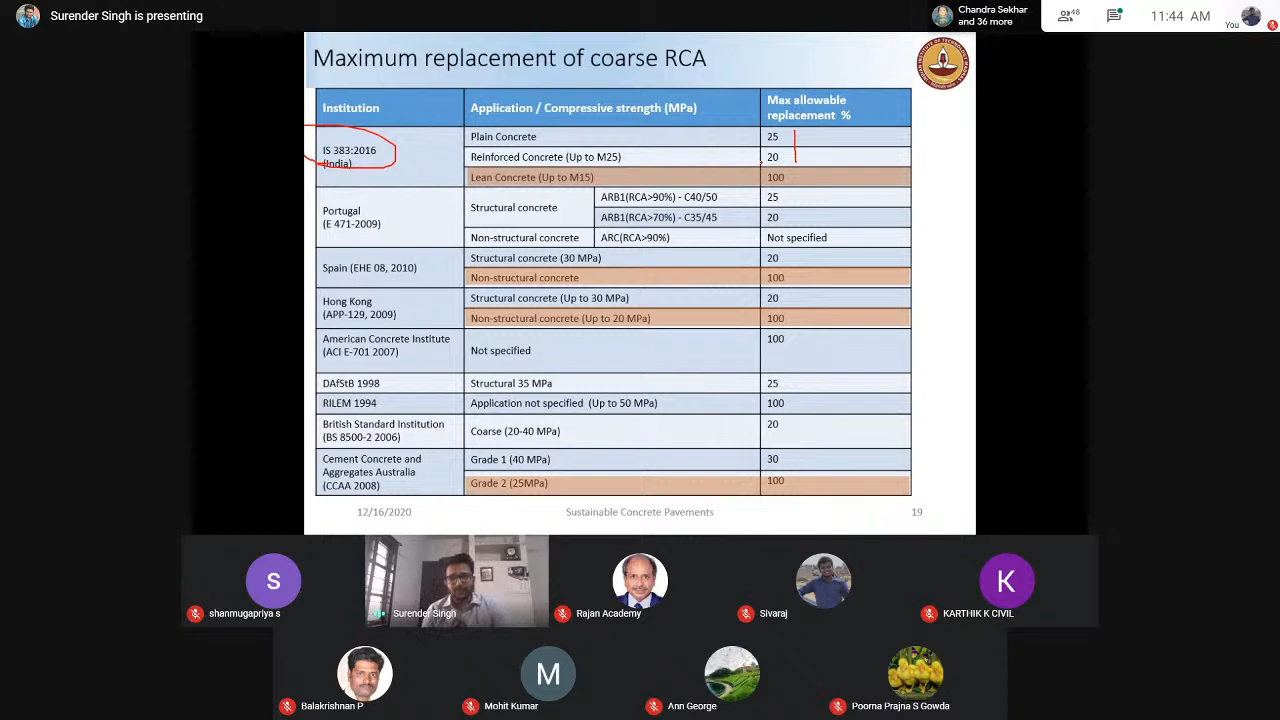 Surender Singh is presenting
Chandra Sekhar
and 36 more
48
11:44 AM
You
Maximum replacement of coarse RCA
Institution Application / Compressive strength (MPa) Max allowable replacement %
IS 383:2016
(India)
Plain Concrete 25
Reinforced Concrete (Up to M25) 20
Lean Concrete (Up to M15) 100
Portugal
(E 471-2009)
Structural concrete
ARB1(RCA>90%) - C40/50 25
ARB1(RCA>70%) - C35/45 20
Non-structural concrete ARC(RCA>90%) Not specified
Spain (EHE 08, 2010)
Structural concrete (30 MPa) 20
Non-structural concrete 100
Hong Kong
(APP-129, 2009)
Structural concrete (Up to 30 MPa) 20
Non-structural concrete (Up to 20 MPa) 100
American Concrete Institute
(ACI E-701 2007)
Not specified 100
DAfStB 1998 Structural 35 MPa 25
RILEM 1994 Application not specified (Up to 50 MPa) 100
British Standard Institution
(BS 8500-2 2006)
Coarse (20-40 MPa) 20
Cement Concrete and
Aggregates Australia
(CCAA 2008)
Grade 1 (40 MPa) 30
Grade 2 (25MPa) 100
12/16/2020 Sustainable Concrete Pavements 19
s
K
shanmugapriya s
Surender Singh
Rajan Academy
Sivaraj
KARTHIK K CIVIL
M
Balakrishnan P
Mohit Kumar
Ann George
Poorna Prajna S Gowda